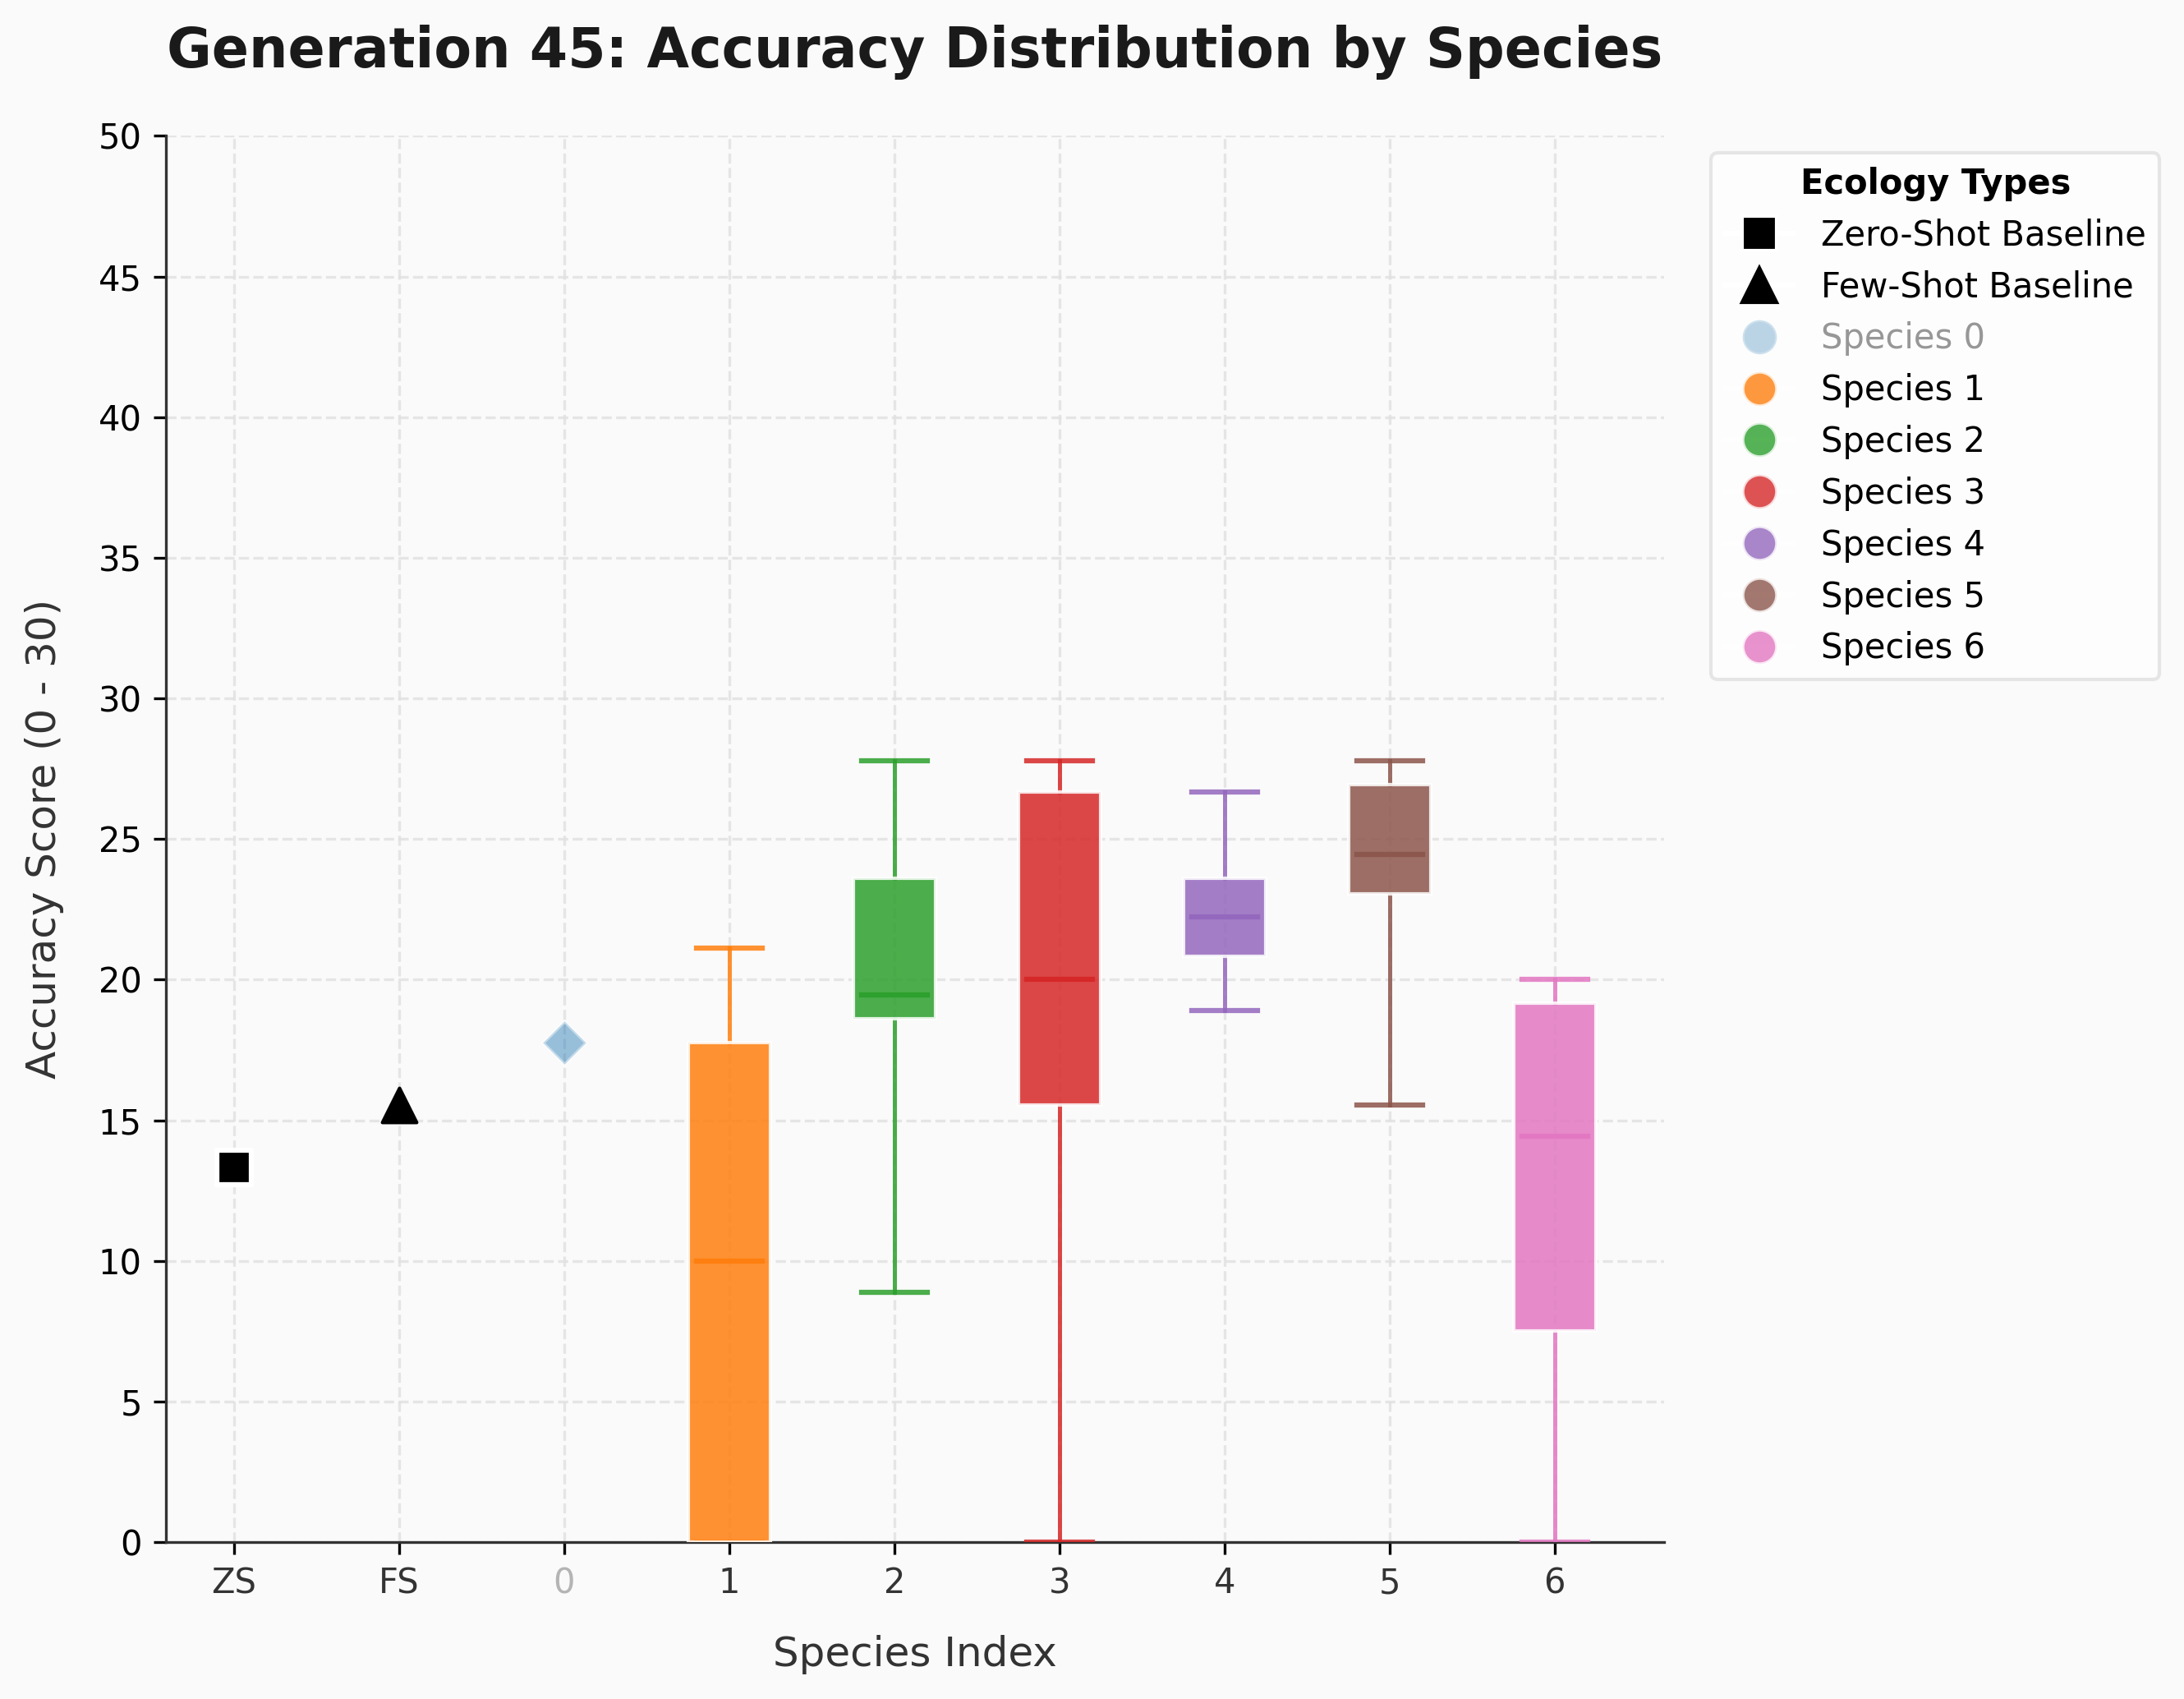 Generation 45: Accuracy Distribution by Species
50
45
40
35
30
25
20
15
10
5
0
Accuracy Score (0 - 30)
ZS FS 0 1 2 3 4 5 6
Species Index
Ecology Types
Zero-Shot Baseline
Few-Shot Baseline
Species 0
Species 1
Species 2
Species 3
Species 4
Species 5
Species 6